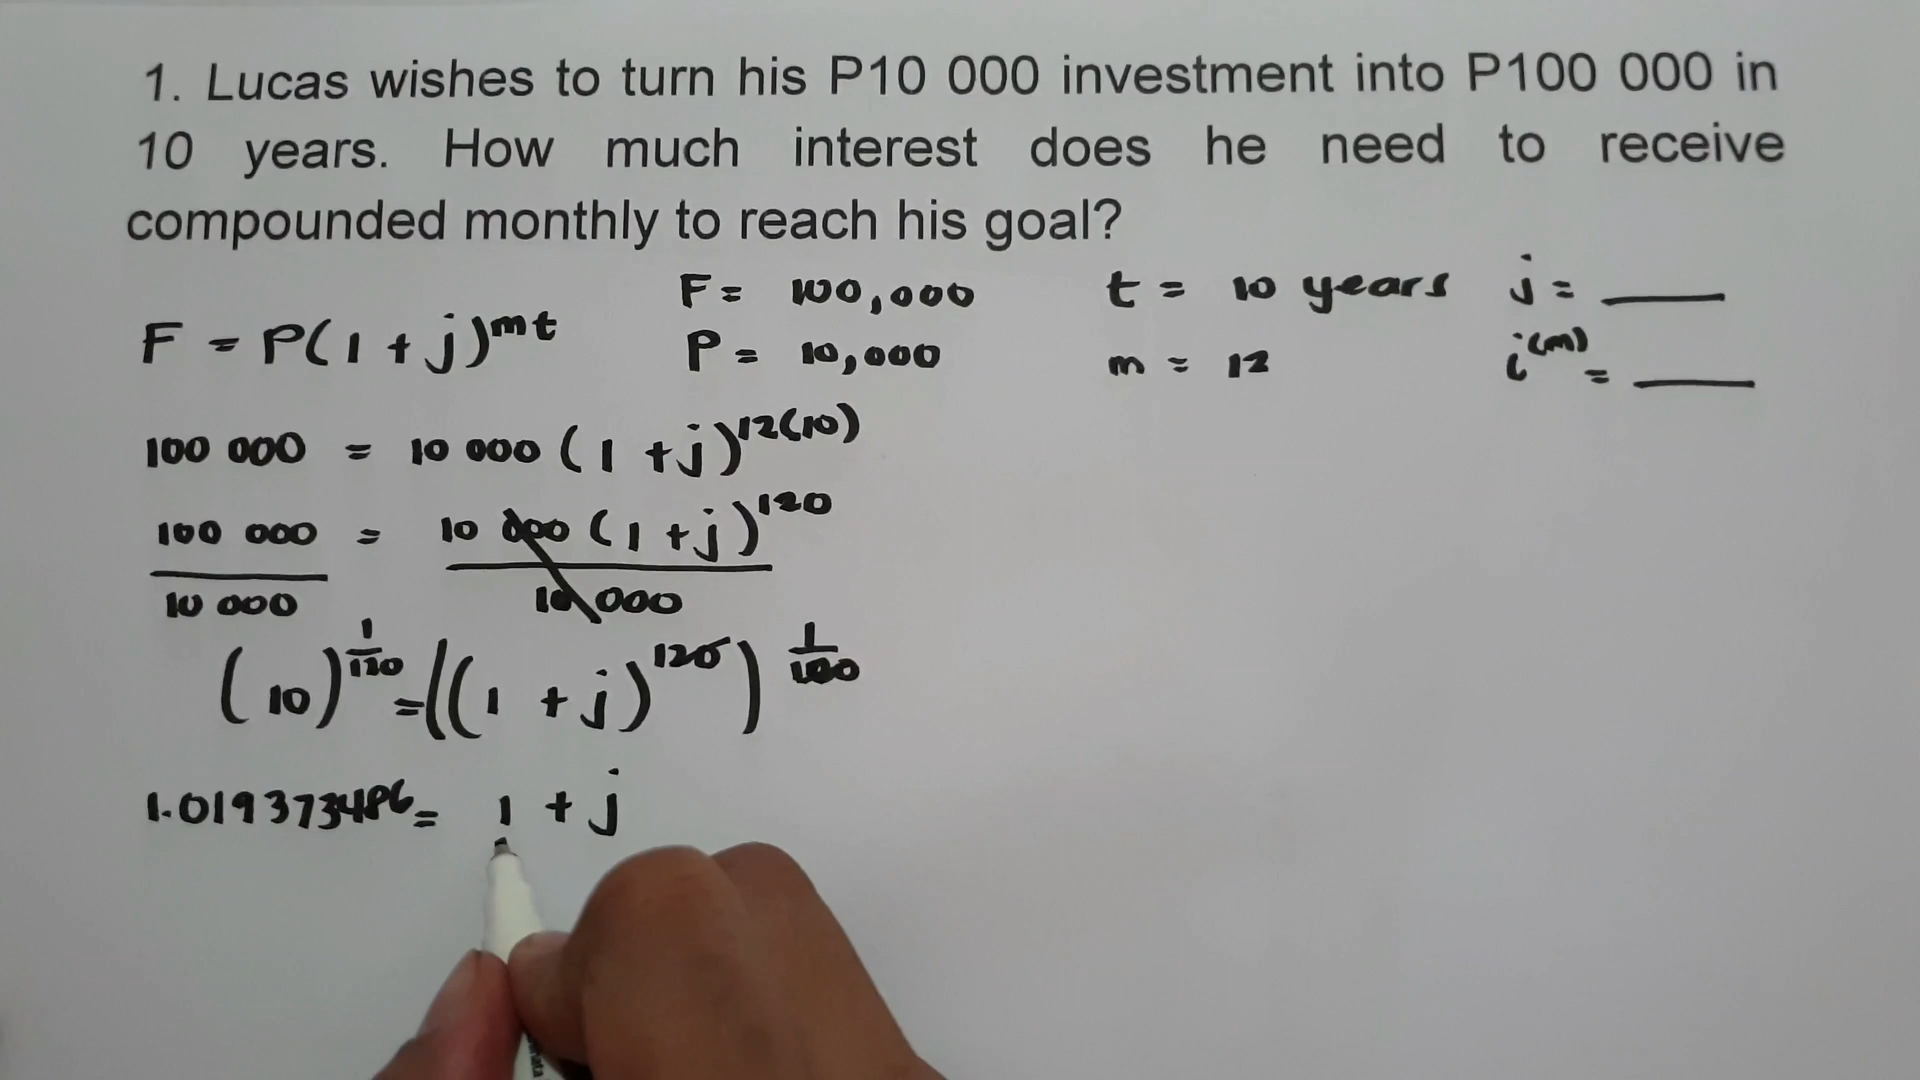 1. Lucas wishes to turn his P10 000 investment into P100 000 in
10 years. How much interest does he need to receive
compounded monthly to reach his goal?
F = P(1 + j)^mt
F = 100,000
P = 10,000
t = 10 years
m = 12
j = ____
i^(m) = ____
100 000 = 10 000 (1 + j)^12(10)
100 000 / 10 000 = 10 000 (1 + j)^120 / 10 000
(10)^1/120 = ((1 + j)^120)^1/120
1.019373486 = 1 + j